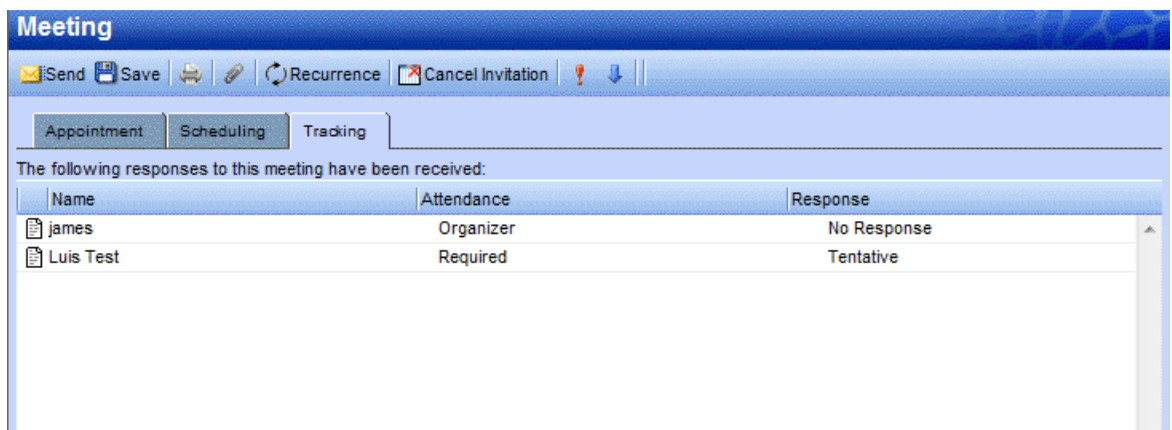 Meeting
Send Save Recurrence Cancel Invitation
Appointment Scheduling Tracking
The following responses to this meeting have been received:
Name Attendance Response
james Organizer No Response
Luis Test Required Tentative